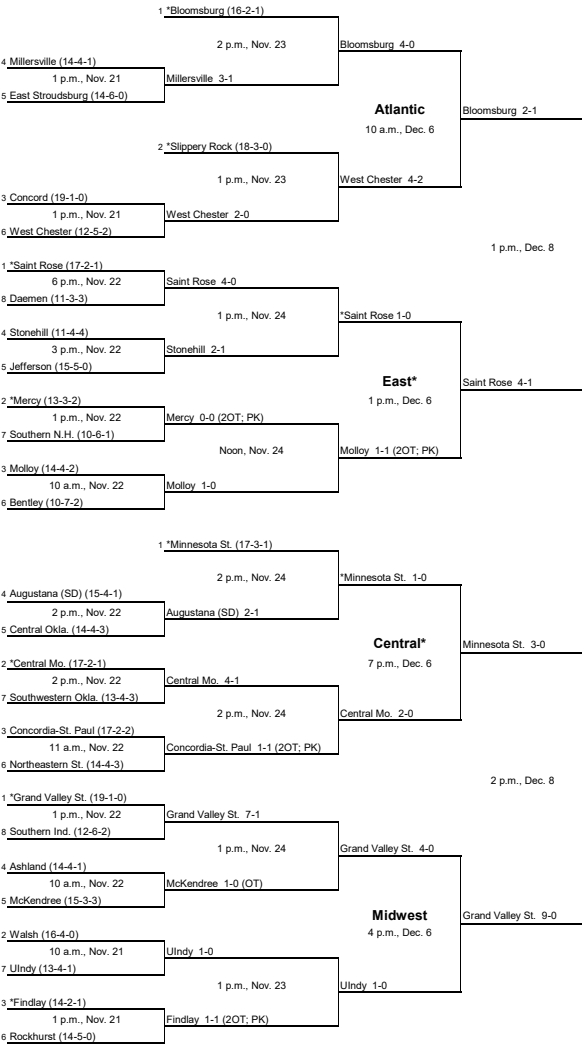 1 *Bloomsburg (16-2-1)
2 p.m., Nov. 23
Bloomsburg 4-0
4 Millersville (14-4-1)
1 p.m., Nov. 21
Millersville 3-1
5 East Stroudsburg (14-6-0)
Atlantic
10 a.m., Dec. 6
Bloomsburg 2-1
2 *Slippery Rock (18-3-0)
1 p.m., Nov. 23
West Chester 4-2
3 Concord (19-1-0)
1 p.m., Nov. 21
West Chester 2-0
6 West Chester (12-5-2)
1 p.m., Dec. 8
1 *Saint Rose (17-2-1)
6 p.m., Nov. 22
Saint Rose 4-0
8 Daemen (11-3-3)
1 p.m., Nov. 24
*Saint Rose 1-0
4 Stonehill (11-4-4)
3 p.m., Nov. 22
Stonehill 2-1
5 Jefferson (15-5-0)
East*
1 p.m., Dec. 6
Saint Rose 4-1
2 *Mercy (13-3-2)
1 p.m., Nov. 22
Mercy 0-0 (2OT; PK)
7 Southern N.H. (10-6-1)
Noon, Nov. 24
Molloy 1-1 (2OT; PK)
3 Molloy (14-4-2)
10 a.m., Nov. 22
Molloy 1-0
6 Bentley (10-7-2)
1 *Minnesota St. (17-3-1)
2 p.m., Nov. 24
*Minnesota St. 1-0
4 Augustana (SD) (15-4-1)
2 p.m., Nov. 22
Augustana (SD) 2-1
5 Central Okla. (14-4-3)
Central*
7 p.m., Dec. 6
Minnesota St. 3-0
2 *Central Mo. (17-2-1)
2 p.m., Nov. 22
Central Mo. 4-1
7 Southwestern Okla. (13-4-3)
2 p.m., Nov. 24
Central Mo. 2-0
3 Concordia-St. Paul (17-2-2)
11 a.m., Nov. 22
Concordia-St. Paul 1-1 (2OT; PK)
6 Northeastern St. (14-4-3)
2 p.m., Dec. 8
1 *Grand Valley St. (19-1-0)
1 p.m., Nov. 22
Grand Valley St. 7-1
8 Southern Ind. (12-6-2)
1 p.m., Nov. 24
Grand Valley St. 4-0
4 Ashland (14-4-1)
10 a.m., Nov. 22
McKendree 1-0 (OT)
5 McKendree (15-3-3)
Midwest
4 p.m., Dec. 6
Grand Valley St. 9-0
2 Walsh (16-4-0)
10 a.m., Nov. 21
UIndy 1-0
7 UIndy (13-4-1)
1 p.m., Nov. 23
UIndy 1-0
3 *Findlay (14-2-1)
1 p.m., Nov. 21
Findlay 1-1 (2OT; PK)
6 Rockhurst (14-5-0)